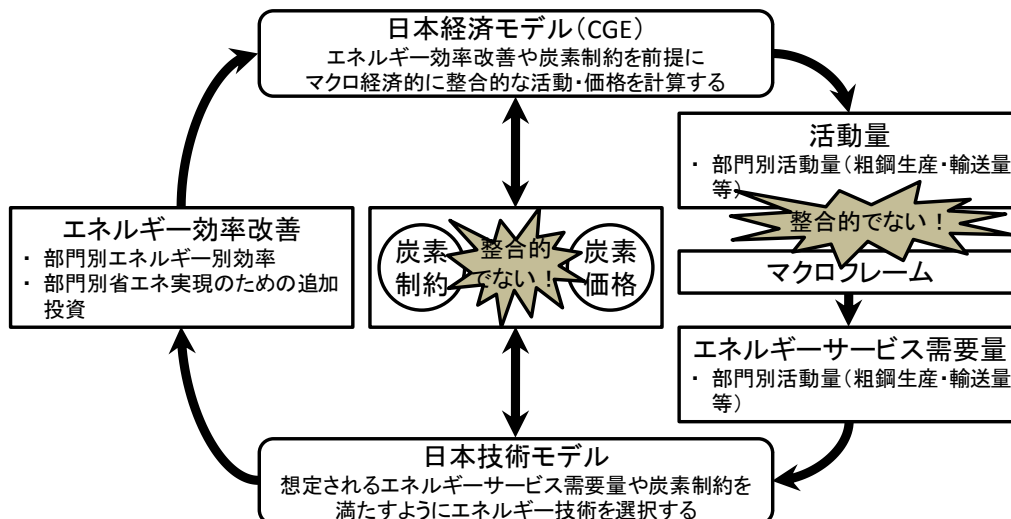 日本経済モデル（CGE）
エネルギー効率改善や炭素制約を前提に
マクロ経済的に整合的な活動・価格を計算する
活動量
・ 部門別活動量（粗鋼生産・輸送量
等）
整合的でない！
マクロフレーム
エネルギー効率改善
・ 部門別エネルギー別効率
・ 部門別省エネ実現のための追加
投資
炭素
制約
整合的
でない！
炭素
価格
エネルギーサービス需要量
・ 部門別活動量（粗鋼生産・輸送量
等）
日本技術モデル
想定されるエネルギーサービス需要量や炭素制約を
満たすようにエネルギー技術を選択する